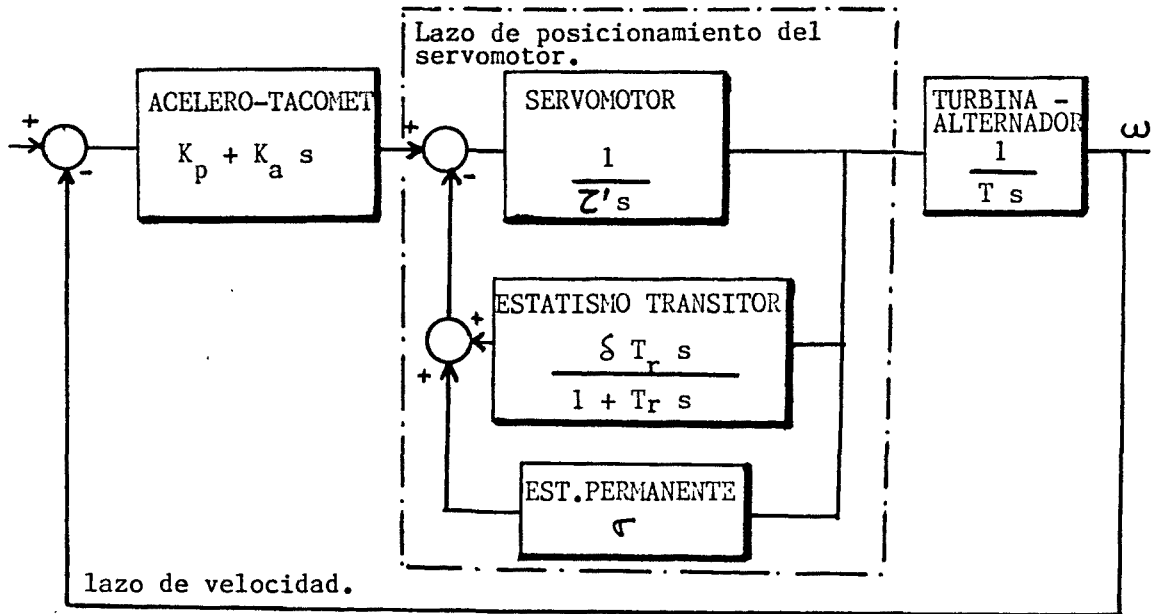 Lazo de posicionamiento del
servomotor.
ACELERO-TACOMET
K_p + K_a s
SERVOMOTOR
1
τ's
TURBINA -
ALTERNADOR
1
T s
ω
+
-
+
-
ESTATISMO TRANSITOR
δ T_r s
1 + Tr s
+
+
EST.PERMANENTE
σ
lazo de velocidad.